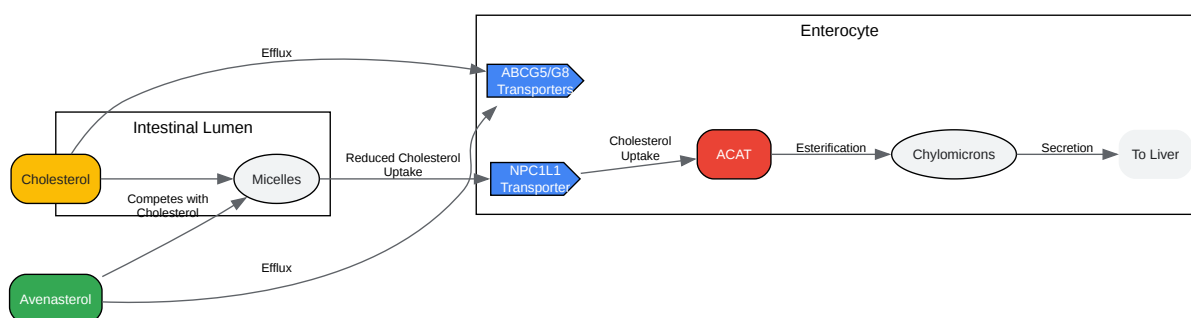 Enterocyte
Efflux
ABCG5/G8
Transporters
Intestinal Lumen
Cholesterol
Micelles
Reduced Cholesterol
Uptake
NPC1L1
Transporter
Cholesterol
Uptake
ACAT
Esterification
Chylomicrons
Secretion
To Liver
Competes with
Cholesterol
Efflux
Avenasterol